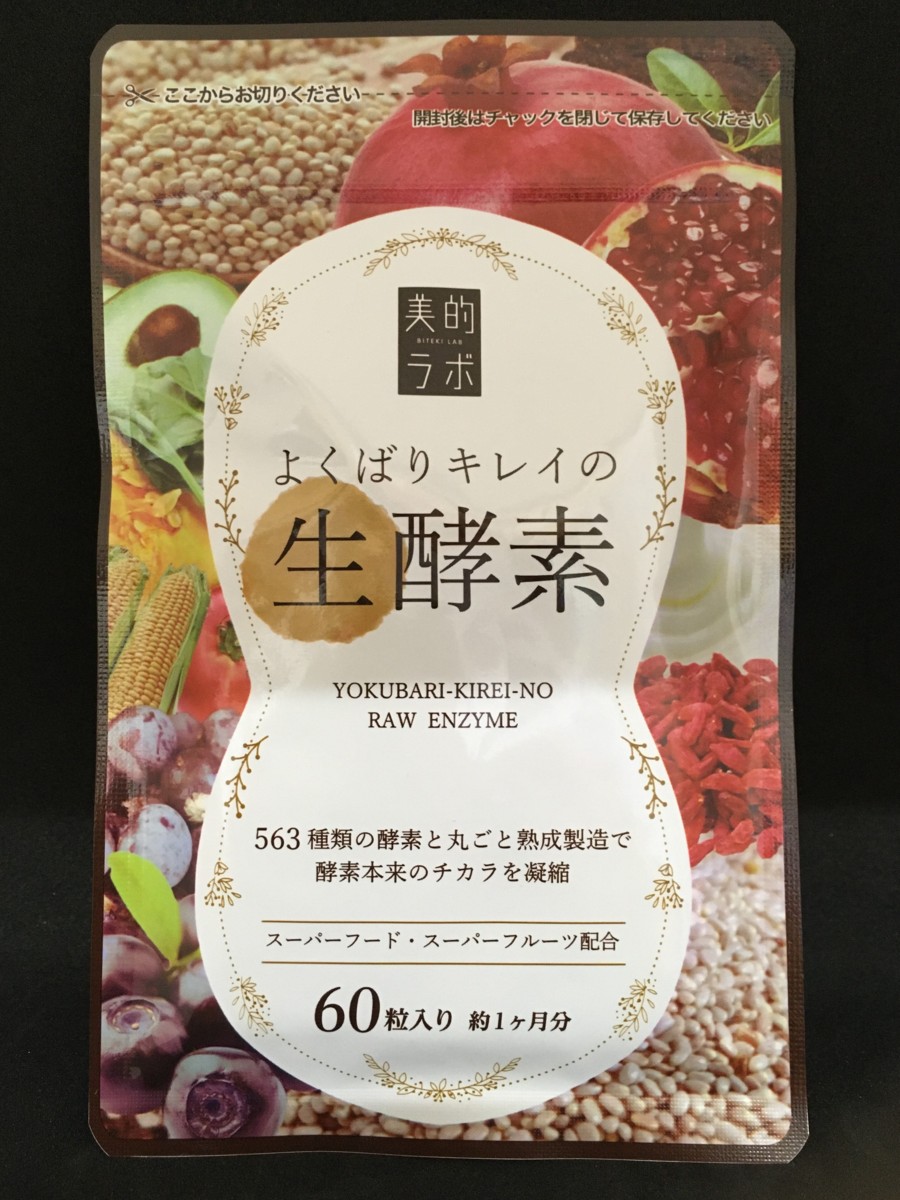 ここからお切りください
開封後はチャックを閉じて保存してください
美的
BITEKI LAB
ラボ
よくばりキレイの
生酵素
YOKUBARI-KIREI-NO
RAW ENZYME
563種類の酵素と丸ごと熟成製造で
酵素本来のチカラを凝縮
スーパーフード・スーパーフルーツ配合
60粒入り 約1ヶ月分